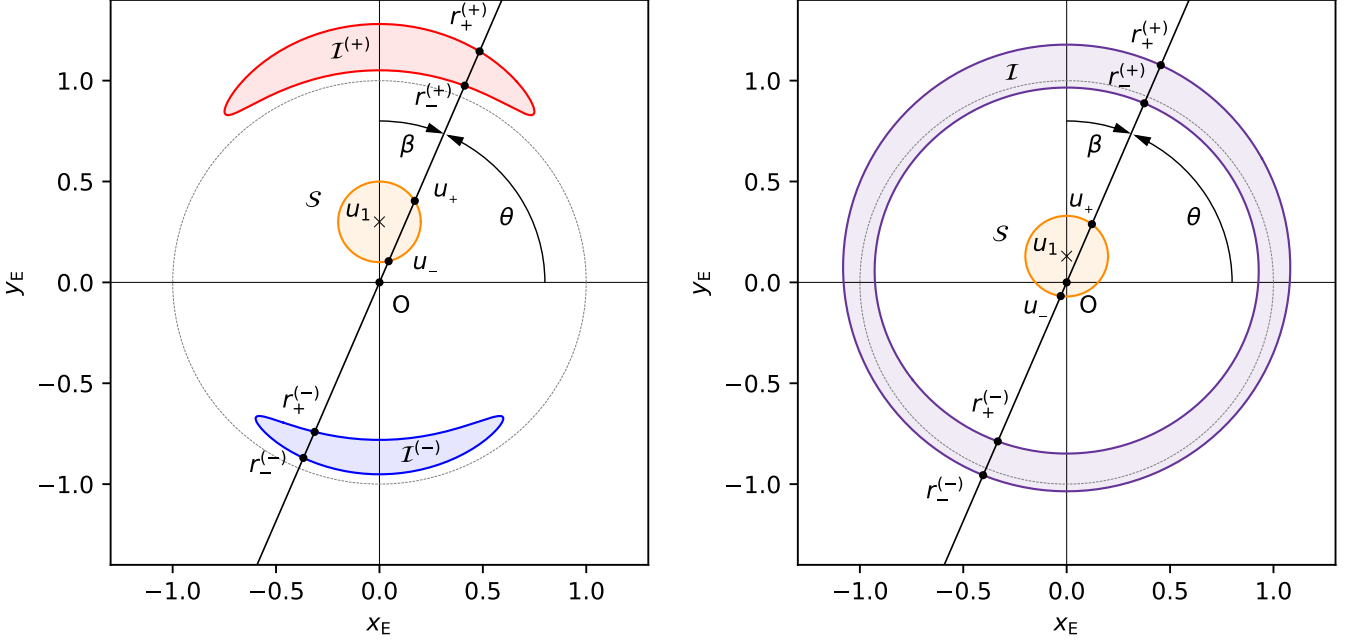 r₊⁽⁺⁾
𝓘⁽⁺⁾
1.0
r₋⁽⁺⁾
β
0.5
𝒮
u₁
u₊
θ
u₋
0.0
O
y_E
−0.5
r₊⁽⁻⁾
r₋⁽⁻⁾
𝓘⁽⁻⁾
−1.0
−1.0 −0.5 0.0 0.5 1.0
x_E
r₊⁽⁺⁾
𝓘
1.0
r₋⁽⁺⁾
β
0.5
θ
u₊
𝒮
u₁
0.0
u₋
O
y_E
−0.5
r₊⁽⁻⁾
−1.0
r₋⁽⁻⁾
−1.0 −0.5 0.0 0.5 1.0
x_E